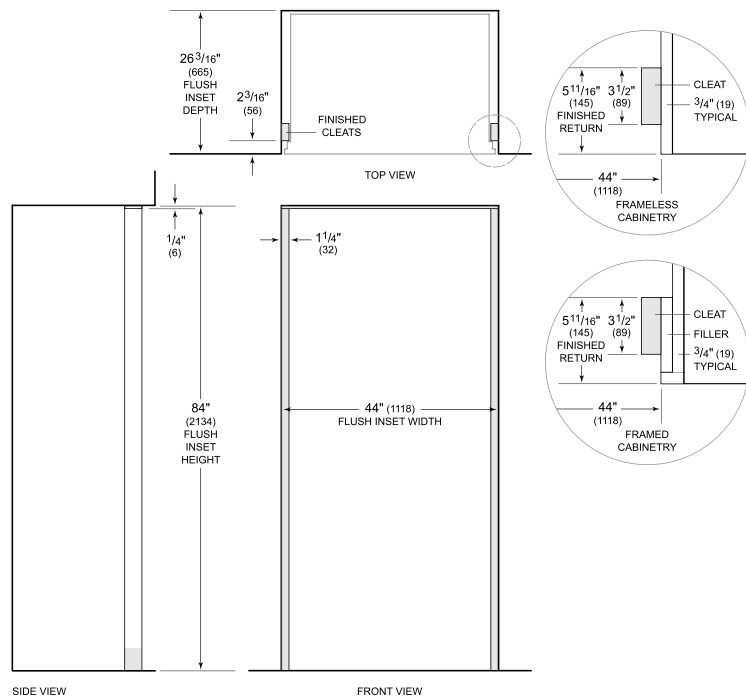 26 3/16"
(665)
FLUSH
INSET
DEPTH
2 3/16"
(56)
FINISHED
CLEATS
TOP VIEW
5 11/16"
(145)
FINISHED
RETURN
3 1/2"
(89)
CLEAT
3/4" (19)
TYPICAL
44"
(1118)
FRAMELESS
CABINETRY
1/4"
(6)
1 1/4"
(32)
84"
(2134)
FLUSH
INSET
HEIGHT
44" (1118)
FLUSH INSET WIDTH
5 11/16"
(145)
FINISHED
RETURN
3 1/2"
(89)
CLEAT
FILLER
3/4" (19)
TYPICAL
44"
(1118)
FRAMED
CABINETRY
SIDE VIEW
FRONT VIEW